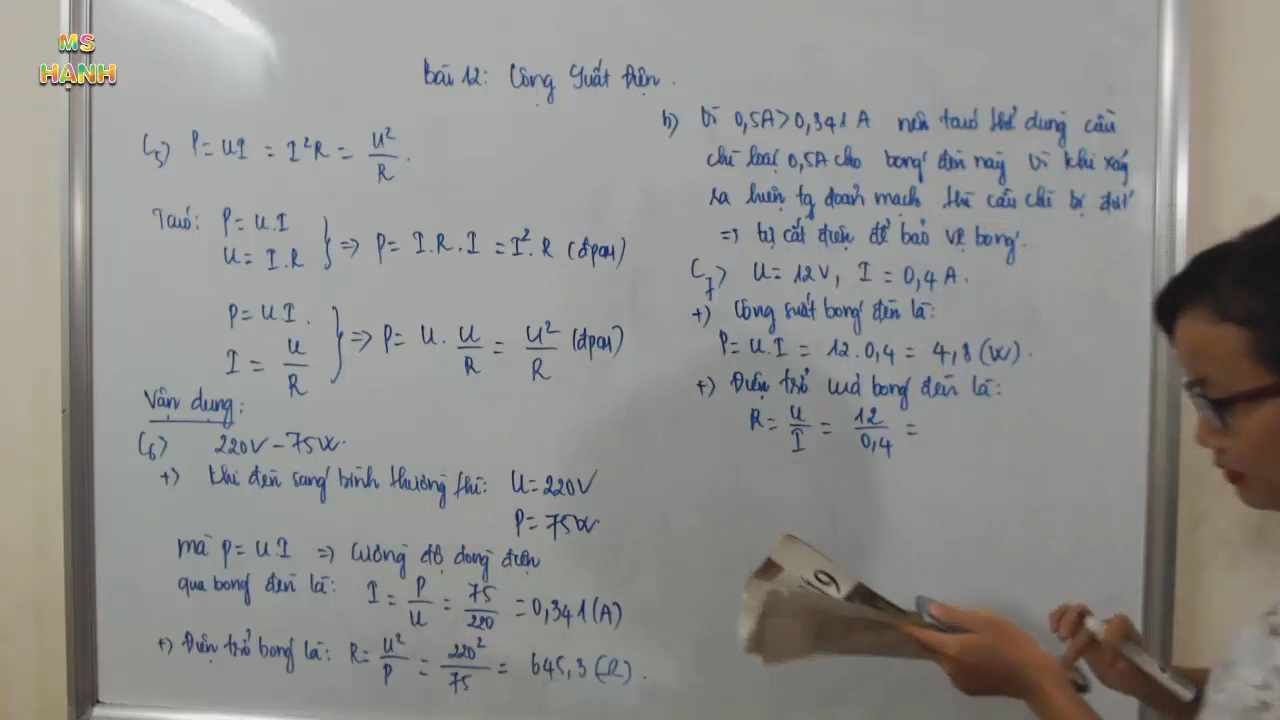 MS
HẠNH
Bài 12: Công suất điện.
C5) P = UI = I²R = U²/R.
Ta có: P = U.I
U = I.R } => P = I.R.I = I².R (đpcm)
P = U.I.
I = U/R } => P = U. U/R = U²/R (đpcm)
Vận dụng:
C6) 220V - 75W.
+) Khi đèn sáng bình thường thì: U = 220V
P = 75W
mà P = U.I => cường độ dòng điện
qua bóng đèn là: I = P/U = 75/220 = 0,341 (A)
+) Điện trở bóng là: R = U²/P = 220²/75 = 645,3 (Ω).
b) Vì 0,5A > 0,341 A nên ta có thể dùng cầu
chì loại 0,5A cho bóng đèn này vì khi xảy
ra hiện tg đoản mạch thì cầu chì bị đứt
=> tự cắt điện để bảo vệ bóng.
C7) U = 12V, I = 0,4 A.
+) Công suất bóng đèn là:
P = U.I = 12.0,4 = 4,8 (W).
+) Điện trở của bóng đèn là:
R = U/I = 12/0,4 =